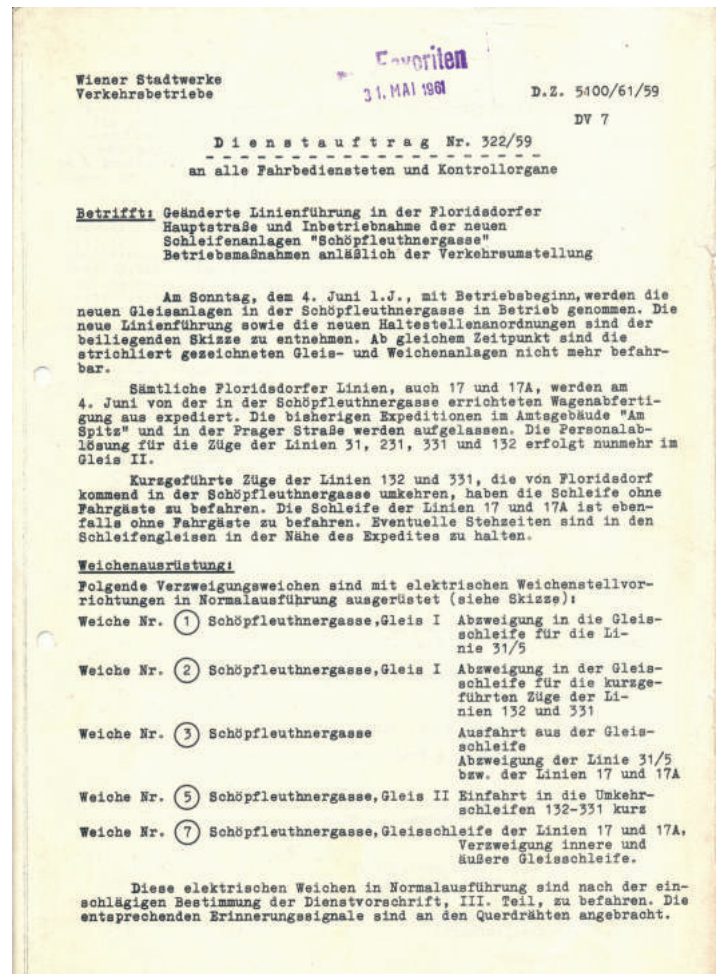 Favoriten
31. MAI 1961
Wiener Stadtwerke
Verkehrsbetriebe
D.Z. 5400/61/59
DV 7
Dienstauftrag Nr. 322/59
an alle Fahrbediensteten und Kontrollorgane
Betrifft: Geänderte Linienführung in der Floridsdorfer
Hauptstraße und Inbetriebnahme der neuen
Schleifenanlagen "Schöpfleuthnergasse"
Betriebsmaßnahmen anläßlich der Verkehrsumstellung
Am Sonntag, dem 4. Juni l.J., mit Betriebsbeginn, werden die
neuen Gleisanlagen in der Schöpfleuthnergasse in Betrieb genommen. Die
neue Linienführung sowie die neuen Haltestellenanordnungen sind der
beiliegenden Skizze zu entnehmen. Ab gleichem Zeitpunkt sind die
strichliert gezeichneten Gleis- und Weichenanlagen nicht mehr befahr-
bar.
Sämtliche Floridsdorfer Linien, auch 17 und 17A, werden am
4. Juni von der in der Schöpfleuthnergasse errichteten Wagenabferti-
gung aus expediert. Die bisherigen Expeditionen im Amtsgebäude "Am
Spitz" und in der Prager Straße werden aufgelassen. Die Personalab-
lösung für die Züge der Linien 31, 231, 331 und 132 erfolgt nunmehr im
Gleis II.
Kurzgeführte Züge der Linien 132 und 331, die von Floridsdorf
kommend in der Schöpfleuthnergasse umkehren, haben die Schleife ohne
Fahrgäste zu befahren. Die Schleife der Linien 17 und 17A ist eben-
falls ohne Fahrgäste zu befahren. Eventuelle Stehzeiten sind in den
Schleifengleisen in der Nähe des Expedites zu halten.
Weichenausrüstung:
Folgende Verzweigungsweichen sind mit elektrischen Weichenstellvor-
richtungen in Normalausführung ausgerüstet (siehe Skizze):
Weiche Nr. 1 Schöpfleuthnergasse, Gleis I Abzweigung in die Gleis-
schleife für die Li-
nie 31/5
Weiche Nr. 2 Schöpfleuthnergasse, Gleis I Abzweigung in der Gleis-
schleife für die kurzge-
führten Züge der Li-
nien 132 und 331
Weiche Nr. 3 Schöpfleuthnergasse Ausfahrt aus der Gleis-
schleife
Abzweigung der Linie 31/5
bzw. der Linien 17 und 17A
Weiche Nr. 5 Schöpfleuthnergasse, Gleis II Einfahrt in die Umkehr-
schleifen 132-331 kurz
Weiche Nr. 7 Schöpfleuthnergasse, Gleisschleife der Linien 17 und 17A,
Verzweigung innere und
äußere Gleisschleife.
Diese elektrischen Weichen in Normalausführung sind nach der ein-
schlägigen Bestimmung der Dienstvorschrift, III. Teil, zu befahren. Die
entsprechenden Erinnerungssignale sind an den Querdrähten angebracht.